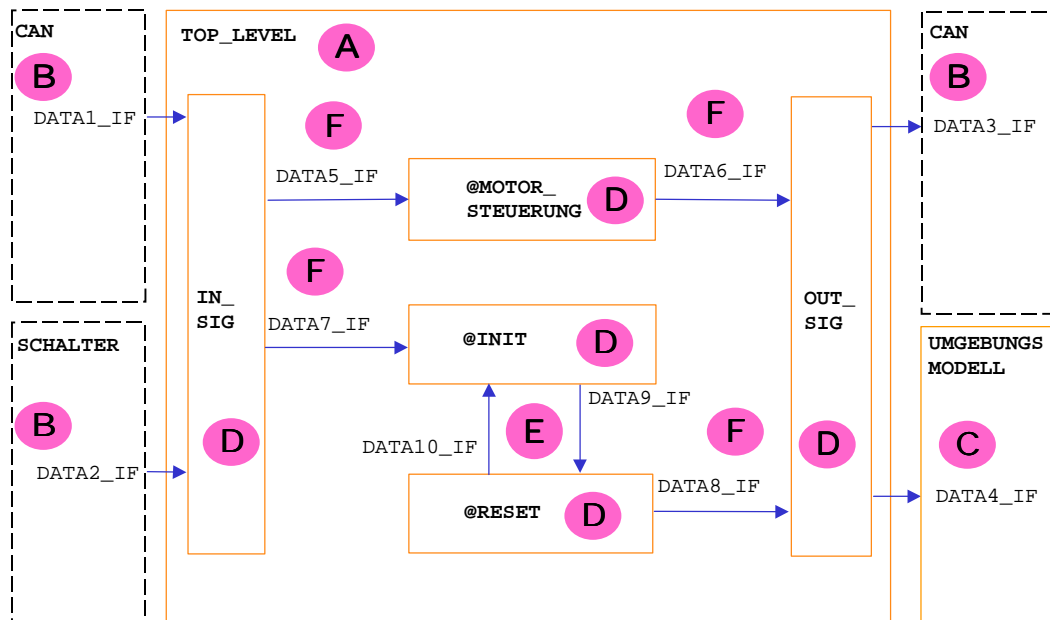 CAN
B
DATA1_IF
SCHALTER
B
DATA2_IF
TOP_LEVEL
A
IN_
SIG
D
F
DATA5_IF
@MOTOR_
STEUERUNG
D
F
DATA6_IF
F
DATA7_IF
@INIT
D
DATA9_IF
E
DATA10_IF
@RESET
D
F
DATA8_IF
OUT_
SIG
D
CAN
B
DATA3_IF
UMGEBUNGS
MODELL
C
DATA4_IF